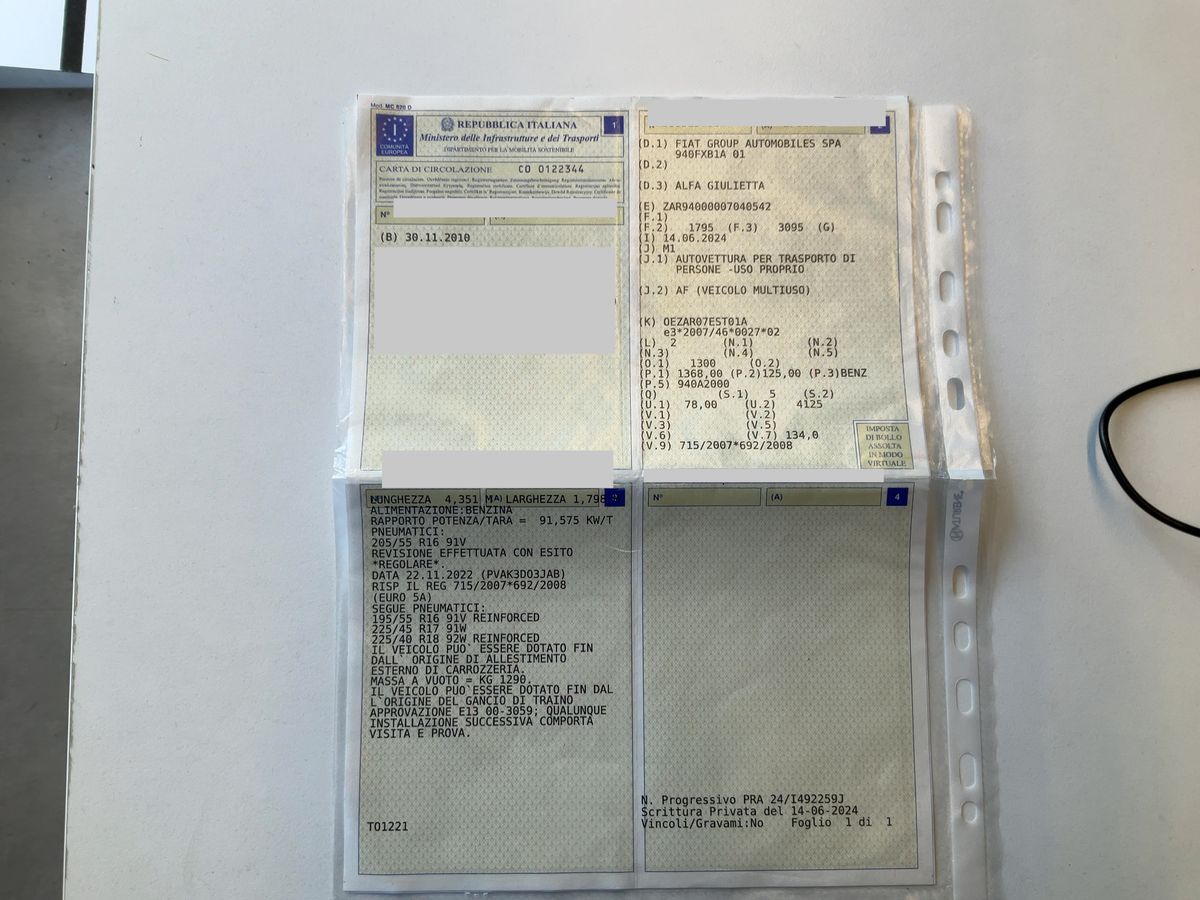 Mod. MC 820 D
COMUNITÀ
EUROPEA
REPUBBLICA ITALIANA
1
Ministero delle Infrastrutture e dei Trasporti
DIPARTIMENTO PER LA MOBILITÀ SOSTENIBILE
CARTA DI CIRCOLAZIONE CO 0122344
N°
(B) 30.11.2010
(D.1) FIAT GROUP AUTOMOBILES SPA
940FXB1A 01
(D.2)
(D.3) ALFA GIULIETTA
(E) ZAR94000007040542
(F.1)
(F.2) 1795 (F.3) 3095 (G)
(I) 14.06.2024
(J) M1
(J.1) AUTOVETTURA PER TRASPORTO DI
PERSONE -USO PROPRIO
(J.2) AF (VEICOLO MULTIUSO)
(K) OEZAR07EST01A
e3*2007/46*0027*02
(L) 2 (N.1) (N.2)
(N.3) (N.4) (N.5)
(O.1) 1300 (O.2)
(P.1) 1368,00 (P.2)125,00 (P.3)BENZ
(P.5) 940A2000
(Q) (S.1) 5 (S.2)
(U.1) 78,00 (U.2) 4125
(V.1) (V.2)
(V.3) (V.5)
(V.6) (V.7) 134,0
(V.9) 715/2007*692/2008
IMPOSTA
DI BOLLO
ASSOLTA
IN MODO
VIRTUALE
LUNGHEZZA 4,351 M (A) LARGHEZZA 1,798 3
ALIMENTAZIONE:BENZINA
RAPPORTO POTENZA/TARA = 91,575 KW/T
PNEUMATICI:
205/55 R16 91V
REVISIONE EFFETTUATA CON ESITO
*REGOLARE*.
DATA 22.11.2022 (PVAK3DO3JAB)
RISP IL REG 715/2007*692/2008
(EURO 5A)
SEGUE PNEUMATICI:
195/55 R16 91V REINFORCED
225/45 R17 91W
225/40 R18 92W REINFORCED
IL VEICOLO PUO` ESSERE DOTATO FIN
DALL` ORIGINE DI ALLESTIMENTO
ESTERNO DI CARROZZERIA.
MASSA A VUOTO = KG 1290.
IL VEICOLO PUO`ESSERE DOTATO FIN DAL
L`ORIGINE DEL GANCIO DI TRAINO
APPROVAZIONE E13 00-3059; QUALUNQUE
INSTALLAZIONE SUCCESSIVA COMPORTA
VISITA E PROVA.
TO1221
N° (A) 4
N. Progressivo PRA 24/I492259J
Scrittura Privata del 14-06-2024
Vincoli/Gravami:No Foglio 1 di 1